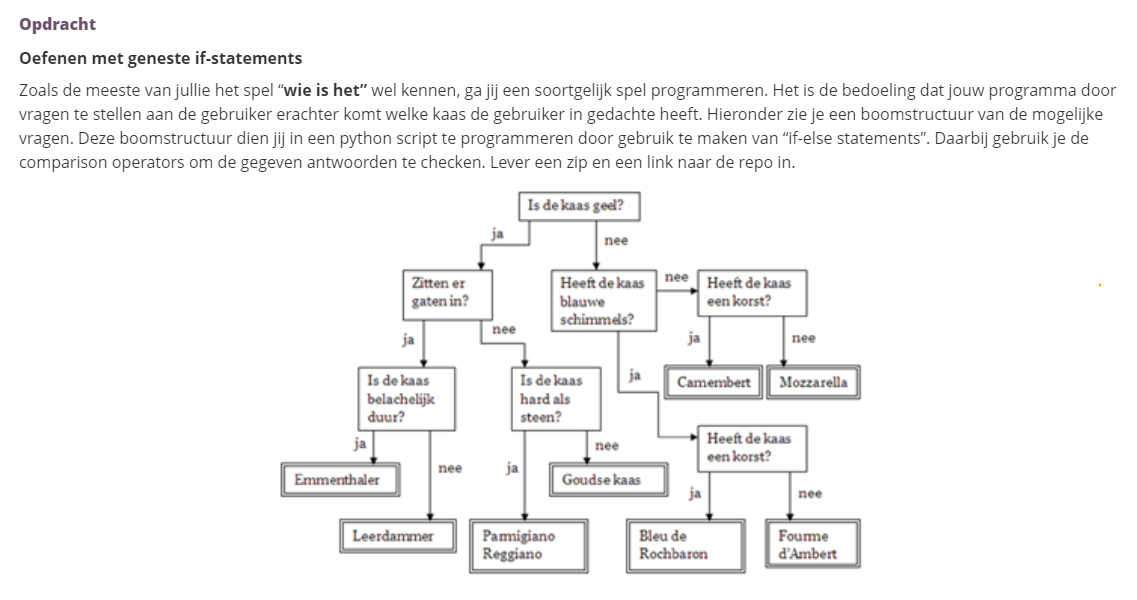 Opdracht
Oefenen met geneste if-statements
Zoals de meeste van jullie het spel “wie is het” wel kennen, ga jij een soortgelijk spel programmeren. Het is de bedoeling dat jouw programma door
vragen te stellen aan de gebruiker erachter komt welke kaas de gebruiker in gedachte heeft. Hieronder zie je een boomstructuur van de mogelijke
vragen. Deze boomstructuur dien jij in een python script te programmeren door gebruik te maken van “if-else statements”. Daarbij gebruik je de
comparison operators om de gegeven antwoorden te checken. Lever een zip en een link naar de repo in.
Is de kaas geel?
ja
nee
Zitten er
gaten in?
Heeft de kaas
blauwe
schimmels?
nee
Heeft de kaas
een korst?
ja
nee
ja
nee
Is de kaas
belachelijk
duur?
Is de kaas
hard als
steen?
ja
Camembert
Mozzarella
ja
nee
ja
nee
Heeft de kaas
een korst?
Emmenthaler
Goudse kaas
ja
nee
Leerdammer
Parmigiano
Reggiano
Bleu de
Rochbaron
Fourme
d'Ambert